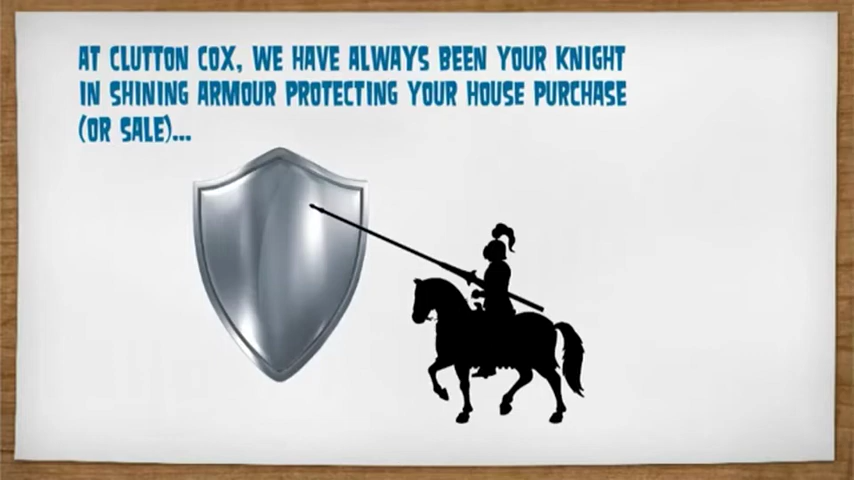 AT CLUTTON COX, WE HAVE ALWAYS BEEN YOUR KNIGHT
IN SHINING ARMOUR PROTECTING YOUR HOUSE PURCHASE
(OR SALE)...